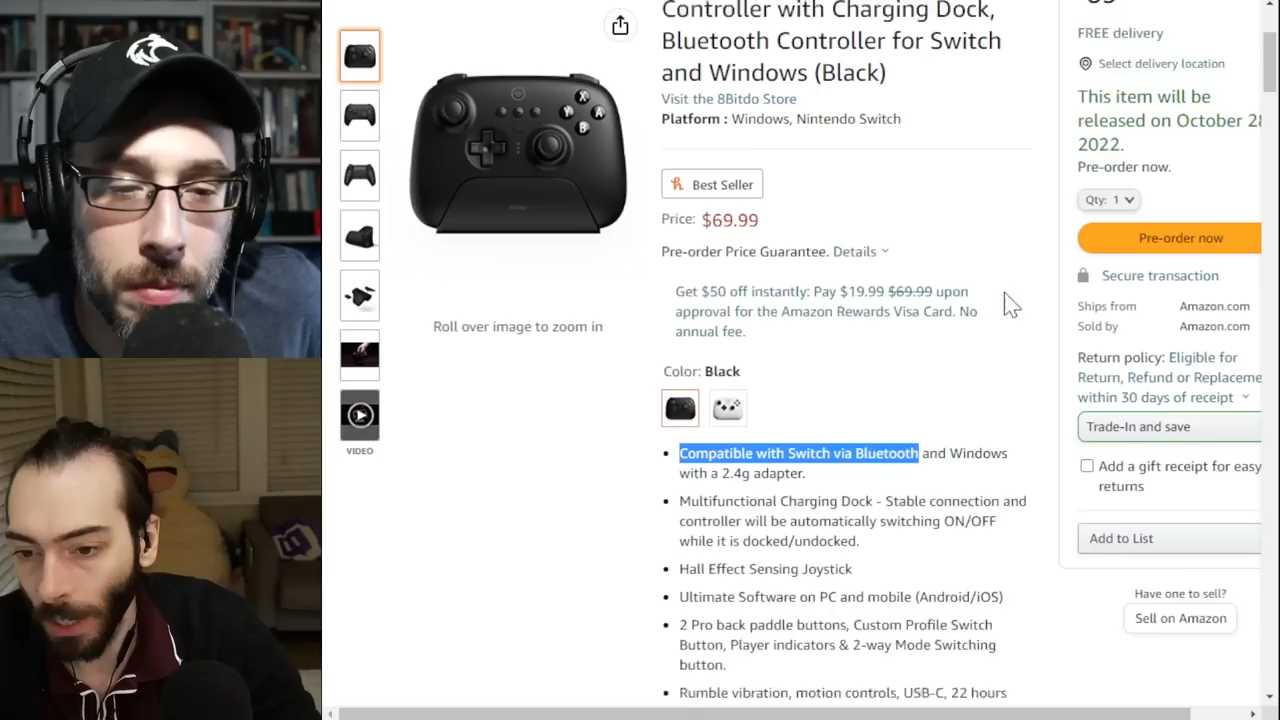 Controller with Charging Dock,
Bluetooth Controller for Switch
and Windows (Black)
Visit the 8Bitdo Store
Platform : Windows, Nintendo Switch
Best Seller
Price: $69.99
Pre-order Price Guarantee. Details
Get $50 off instantly: Pay $19.99 $69.99 upon
approval for the Amazon Rewards Visa Card. No
annual fee.
Color: Black
Compatible with Switch via Bluetooth and Windows
with a 2.4g adapter.
Multifunctional Charging Dock - Stable connection and
controller will be automatically switching ON/OFF
while it is docked/undocked.
Hall Effect Sensing Joystick
Ultimate Software on PC and mobile (Android/iOS)
2 Pro back paddle buttons, Custom Profile Switch
Button, Player indicators & 2-way Mode Switching
button.
Rumble vibration, motion controls, USB-C, 22 hours
X
Y
A
B
Roll over image to zoom in
VIDEO
FREE delivery
Select delivery location
This item will be
released on October 28
2022.
Pre-order now.
Qty: 1
Pre-order now
Secure transaction
Ships from Amazon.com
Sold by Amazon.com
Return policy: Eligible for
Return, Refund or Replaceme
within 30 days of receipt
Trade-In and save
Add a gift receipt for easy
returns
Add to List
Have one to sell?
Sell on Amazon